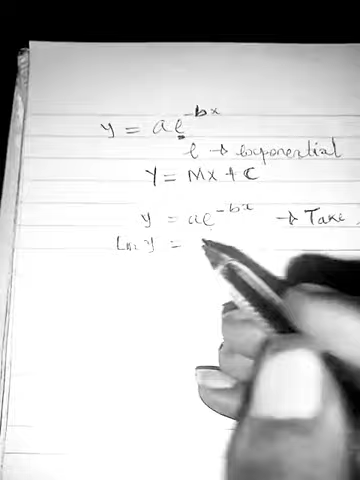 y = ae^-bx
e → exponential
Y = MX + C
y = ae^-bx → Take
Ln y =